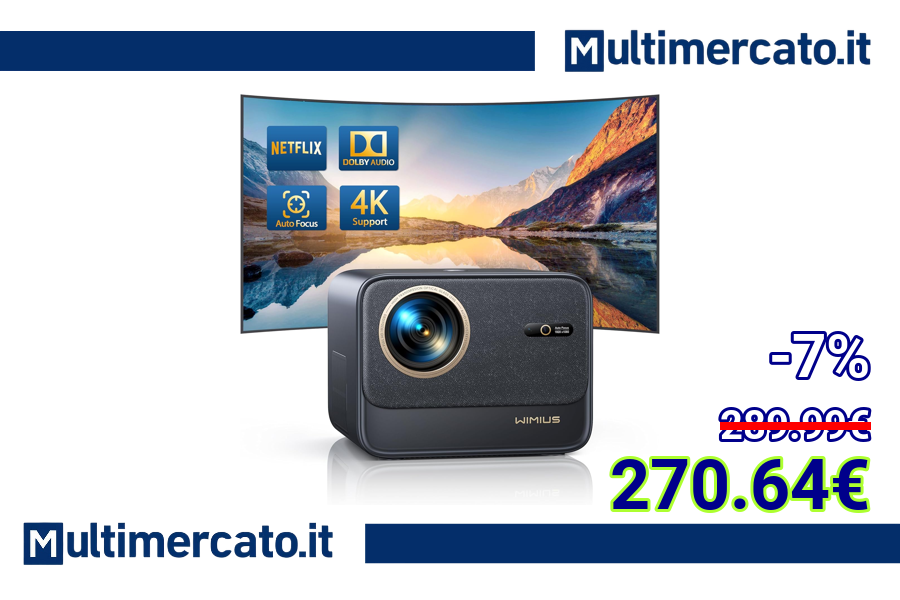 Multimercato.it
NETFLIX
DOLBY AUDIO
Auto Focus
4K
Support
WIMIUS
-7%
289.99€
270.64€
Multimercato.it